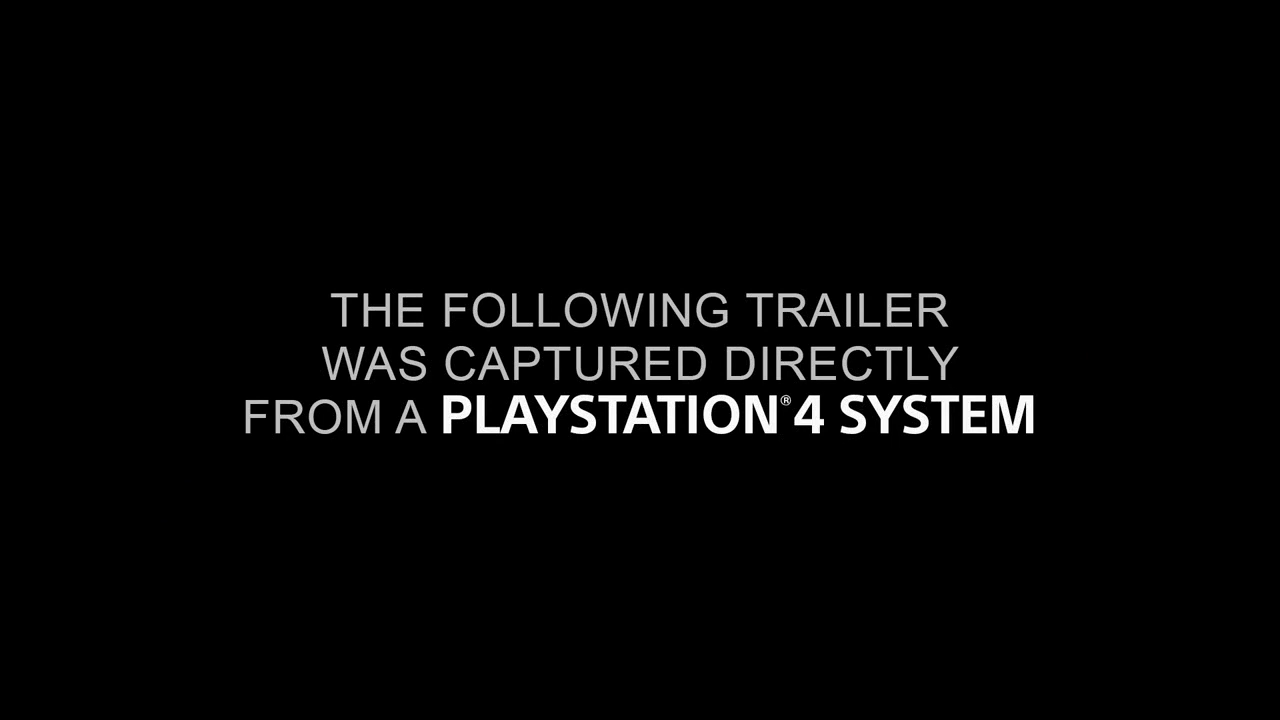 THE FOLLOWING TRAILER
WAS CAPTURED DIRECTLY
FROM A PLAYSTATION®4 SYSTEM